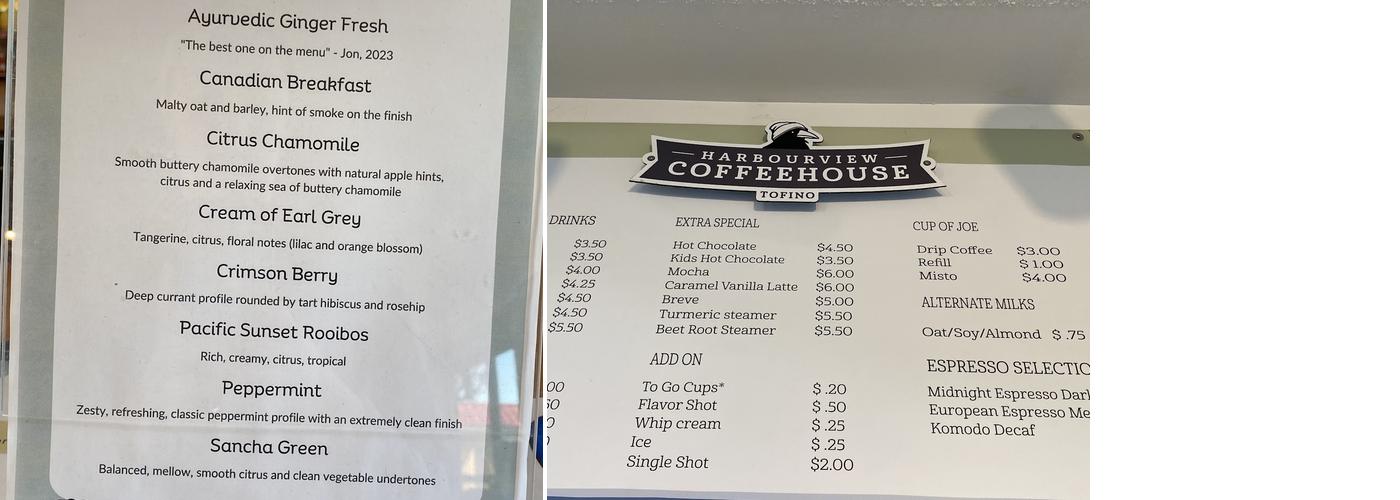 Ayurvedic Ginger Fresh
"The best one on the menu" - Jon, 2023
Canadian Breakfast
Malty oat and barley, hint of smoke on the finish
Citrus Chamomile
Smooth buttery chamomile overtones with natural apple hints,
citrus and a relaxing sea of buttery chamomile
Cream of Earl Grey
Tangerine, citrus, floral notes (lilac and orange blossom)
Crimson Berry
Deep currant profile rounded by tart hibiscus and rosehip
Pacific Sunset Rooibos
Rich, creamy, citrus, tropical
Peppermint
Zesty, refreshing, classic peppermint profile with an extremely clean finish
Sancha Green
Balanced, mellow, smooth citrus and clean vegetable undertones
HARBOURVIEW
COFFEEHOUSE
TOFINO
DRINKS
$3.50
$3.50
$4.00
$4.25
$4.50
$4.50
$5.50
EXTRA SPECIAL
Hot Chocolate $4.50
Kids Hot Chocolate $3.50
Mocha $6.00
Caramel Vanilla Latte $6.00
Breve $5.00
Turmeric steamer $5.50
Beet Root Steamer $5.50
ADD ON
To Go Cups* $ .20
Flavor Shot $ .50
Whip cream $ .25
Ice $ .25
Single Shot $2.00
CUP OF JOE
Drip Coffee $3.00
Refill $ 1.00
Misto $4.00
ALTERNATE MILKS
Oat/Soy/Almond $ .75
ESPRESSO SELECTIO
Midnight Espresso Dar
European Espresso Me
Komodo Decaf